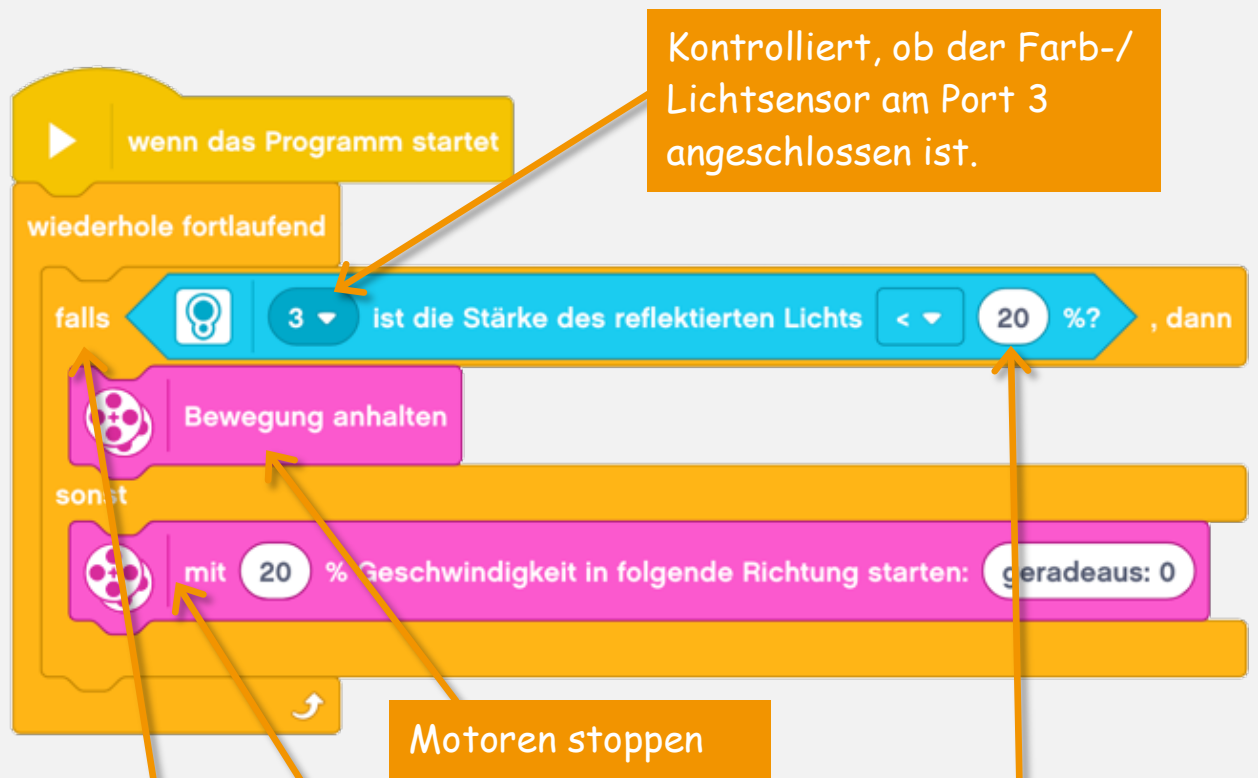 Kontrolliert, ob der Farb-/
Lichtsensor am Port 3
angeschlossen ist.
wenn das Programm startet
wiederhole fortlaufend
falls 3 ist die Stärke des reflektierten Lichts < 20 %? , dann
Bewegung anhalten
sonst
mit 20 % Geschwindigkeit in folgende Richtung starten: geradeaus: 0
Motoren stoppen